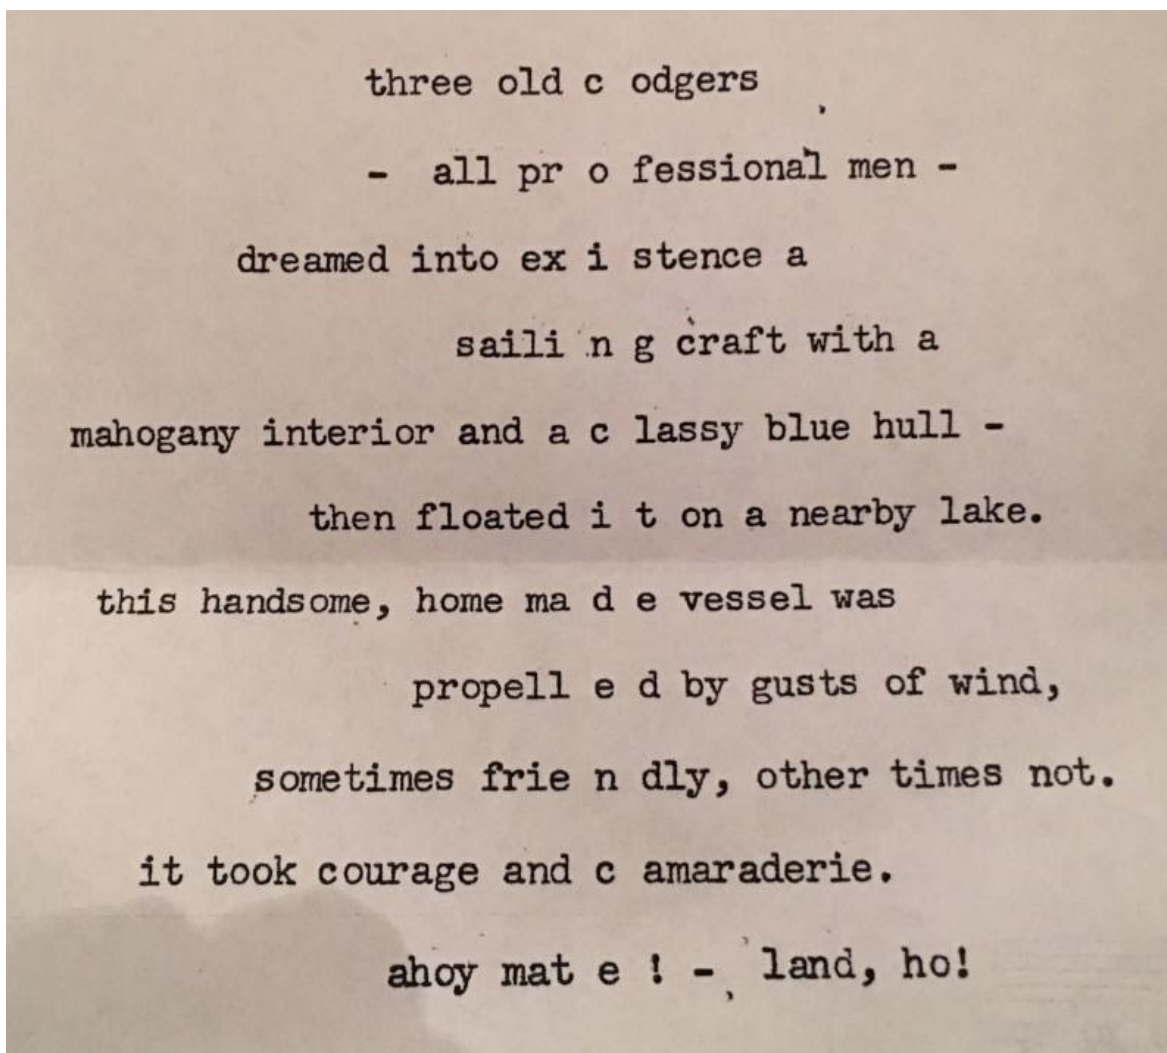 three old c odgers
- all pr o fessional men -
dreamed into ex i stence a
saili n g craft with a
mahogany interior and a c lassy blue hull -
then floated i t on a nearby lake.
this handsome, home ma d e vessel was
propell e d by gusts of wind,
sometimes frie n dly, other times not.
it took courage and c amaraderie.
ahoy mat e ! - land, ho!